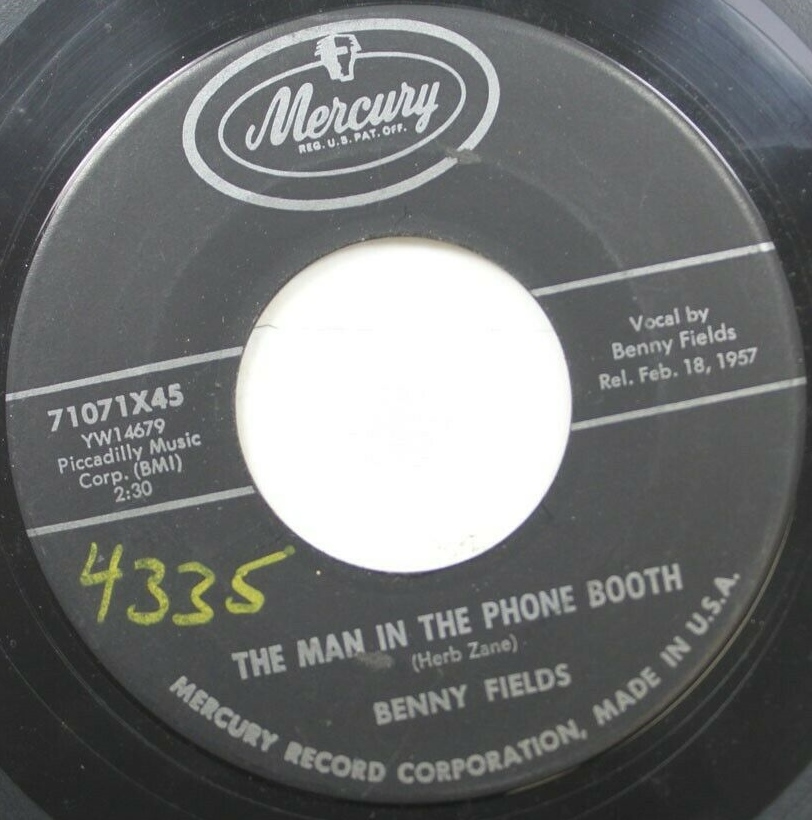 Mercury
REG. U.S. PAT. OFF.
Vocal by
Benny Fields
Rel. Feb. 18, 1957
71071X45
YW14679
Piccadilly Music
Corp. (BMI)
2:30
4335
THE MAN IN THE PHONE BOOTH
(Herb Zane)
BENNY FIELDS
MERCURY RECORD CORPORATION, MADE IN U.S.A.